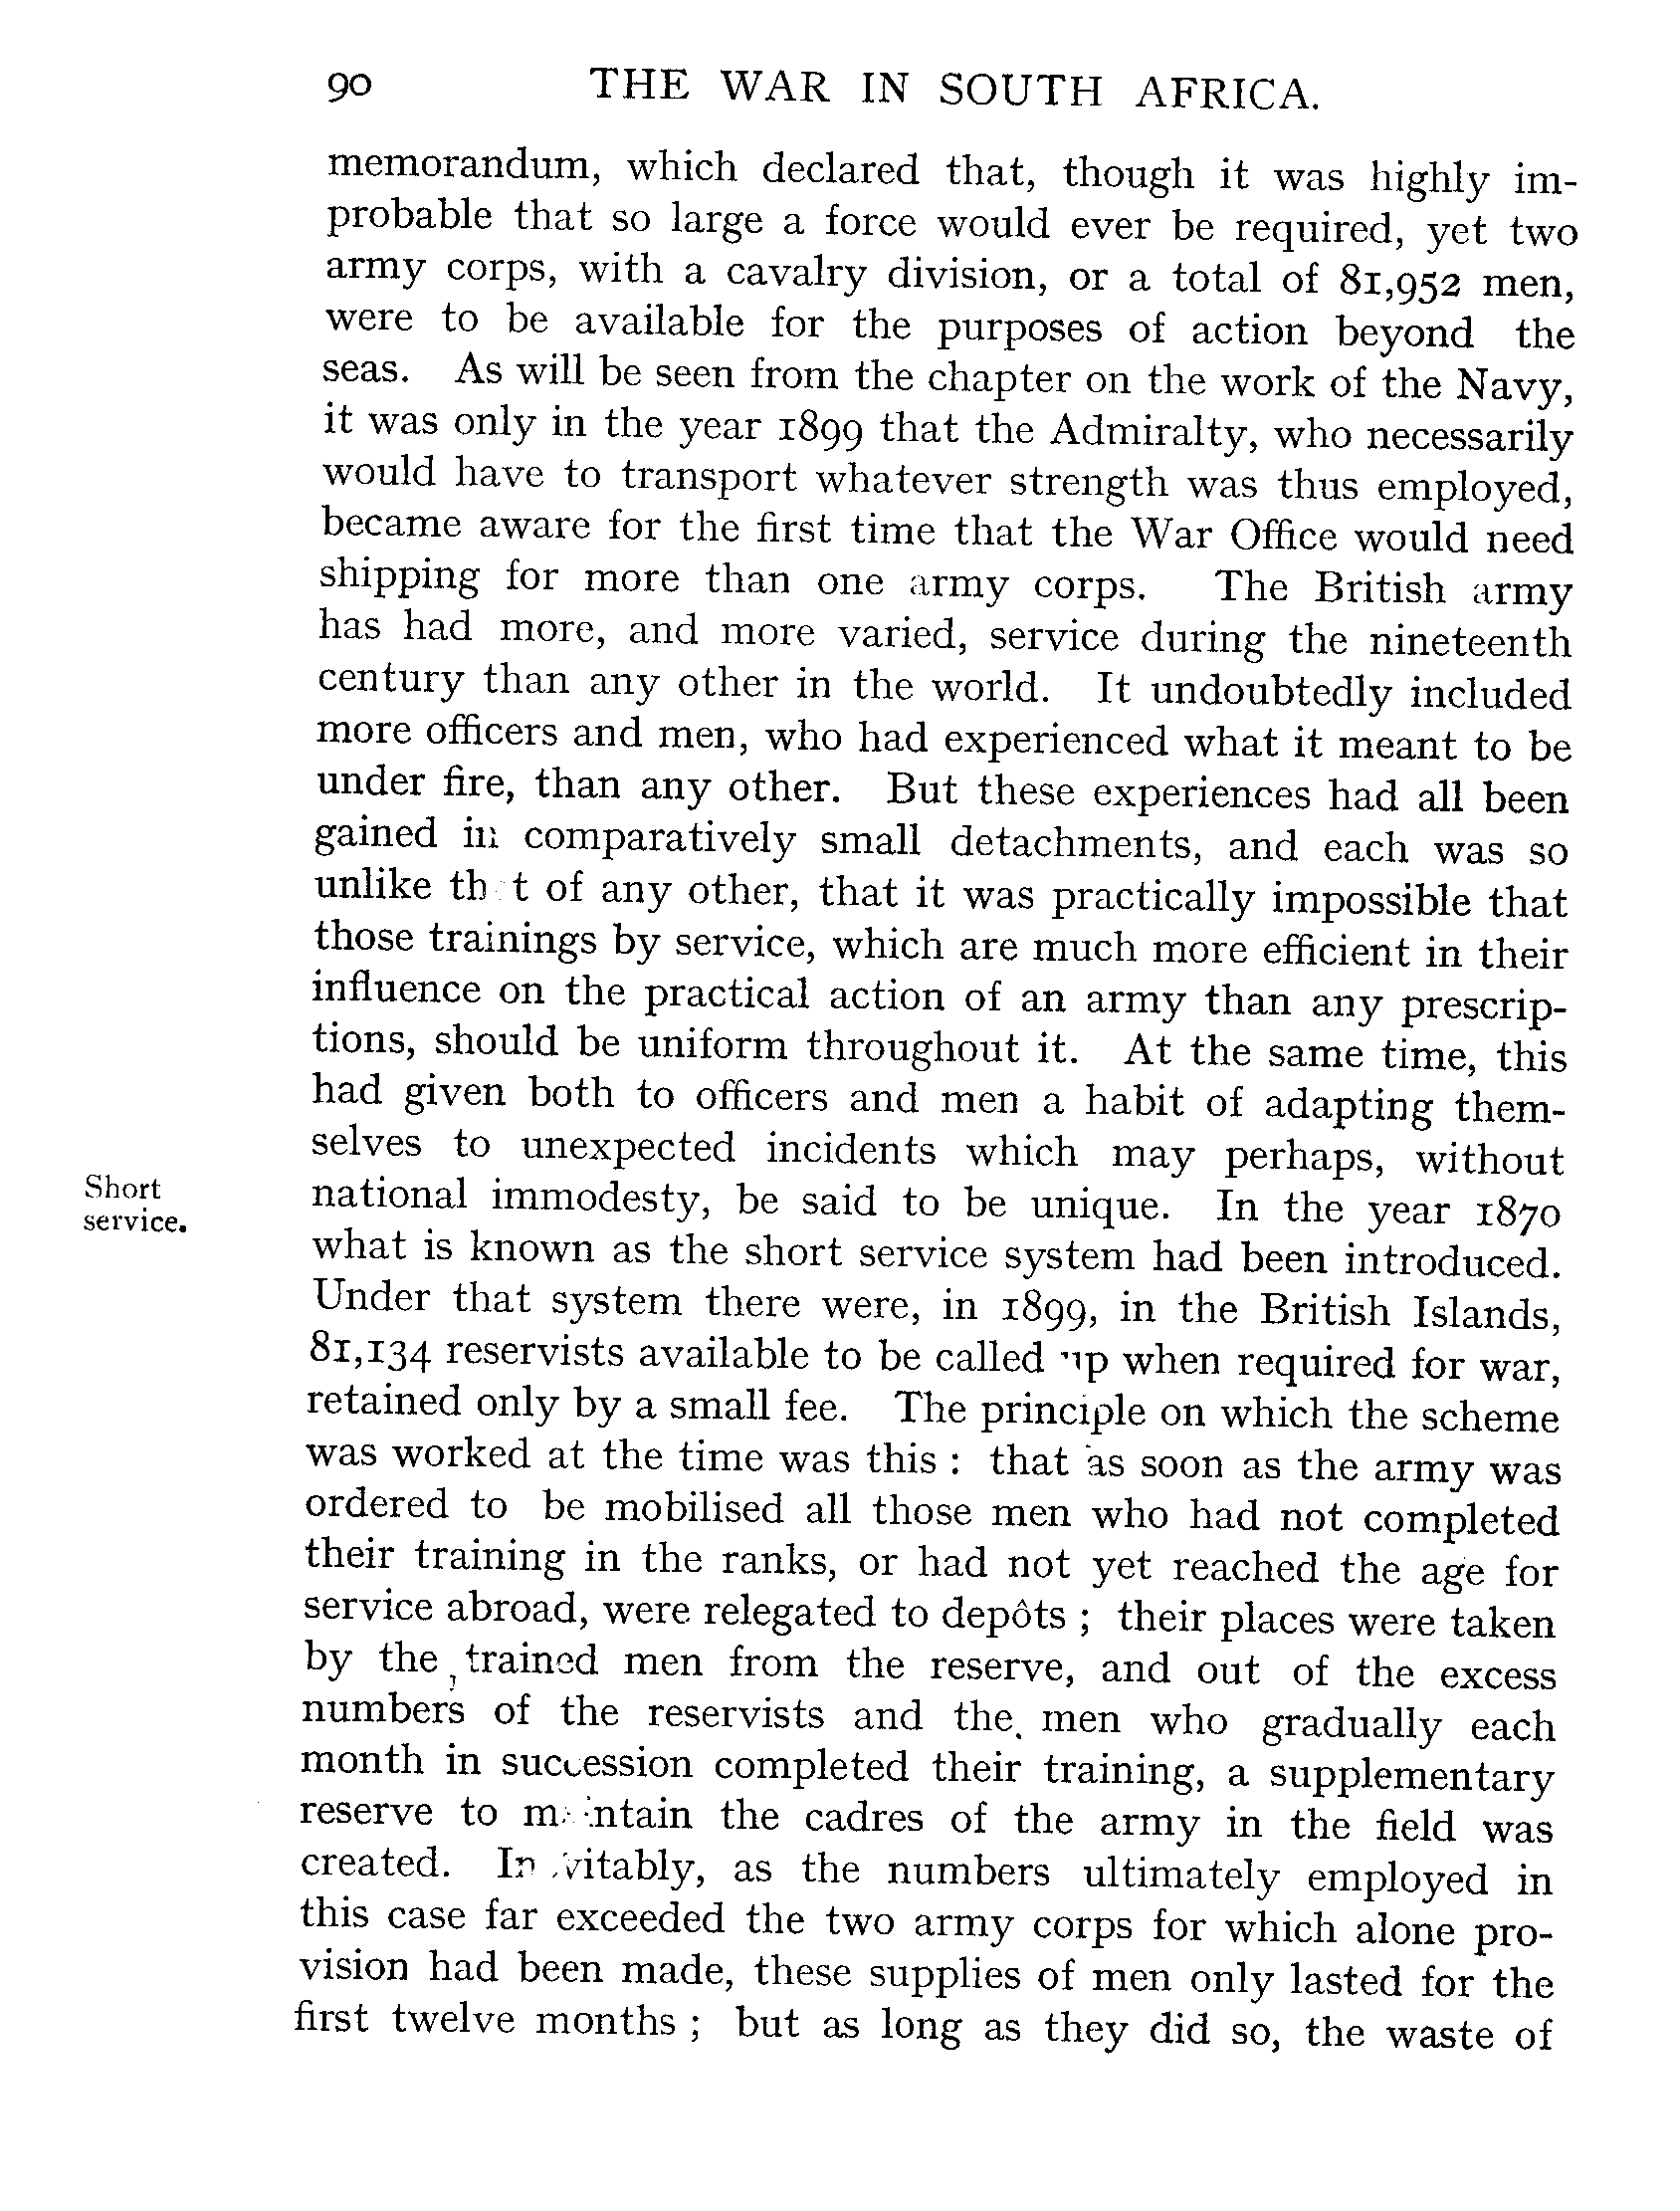 90 THE WAR IN SOUTH AFRICA.
memorandum, which declared that, though it was highly im-
probable that so large a force would ever be required, yet two
army corps, with a cavalry division, or a total of 81,952 men,
were to be available for the purposes of action beyond the
seas. As will be seen from the chapter on the work of the Navy,
it was only in the year 1899 that the Admiralty, who necessarily
would have to transport whatever strength was thus employed,
became aware for the first time that the War Office would need
shipping for more than one army corps. The British army
has had more, and more varied, service during the nineteenth
century than any other in the world. It undoubtedly included
more officers and men, who had experienced what it meant to be
under fire, than any other. But these experiences had all been
gained in comparatively small detachments, and each was so
unlike that of any other, that it was practically impossible that
those trainings by service, which are much more efficient in their
influence on the practical action of an army than any prescrip-
tions, should be uniform throughout it. At the same time, this
had given both to officers and men a habit of adapting them-
selves to unexpected incidents which may perhaps, without
Short
service.
national immodesty, be said to be unique. In the year 1870
what is known as the short service system had been introduced.
Under that system there were, in 1899, in the British Islands,
81,134 reservists available to be called up when required for war,
retained only by a small fee. The principle on which the scheme
was worked at the time was this : that as soon as the army was
ordered to be mobilised all those men who had not completed
their training in the ranks, or had not yet reached the age for
service abroad, were relegated to depôts ; their places were taken
by the trained men from the reserve, and out of the excess
numbers of the reservists and the men who gradually each
month in succession completed their training, a supplementary
reserve to maintain the cadres of the army in the field was
created. Inevitably, as the numbers ultimately employed in
this case far exceeded the two army corps for which alone pro-
vision had been made, these supplies of men only lasted for the
first twelve months ; but as long as they did so, the waste of